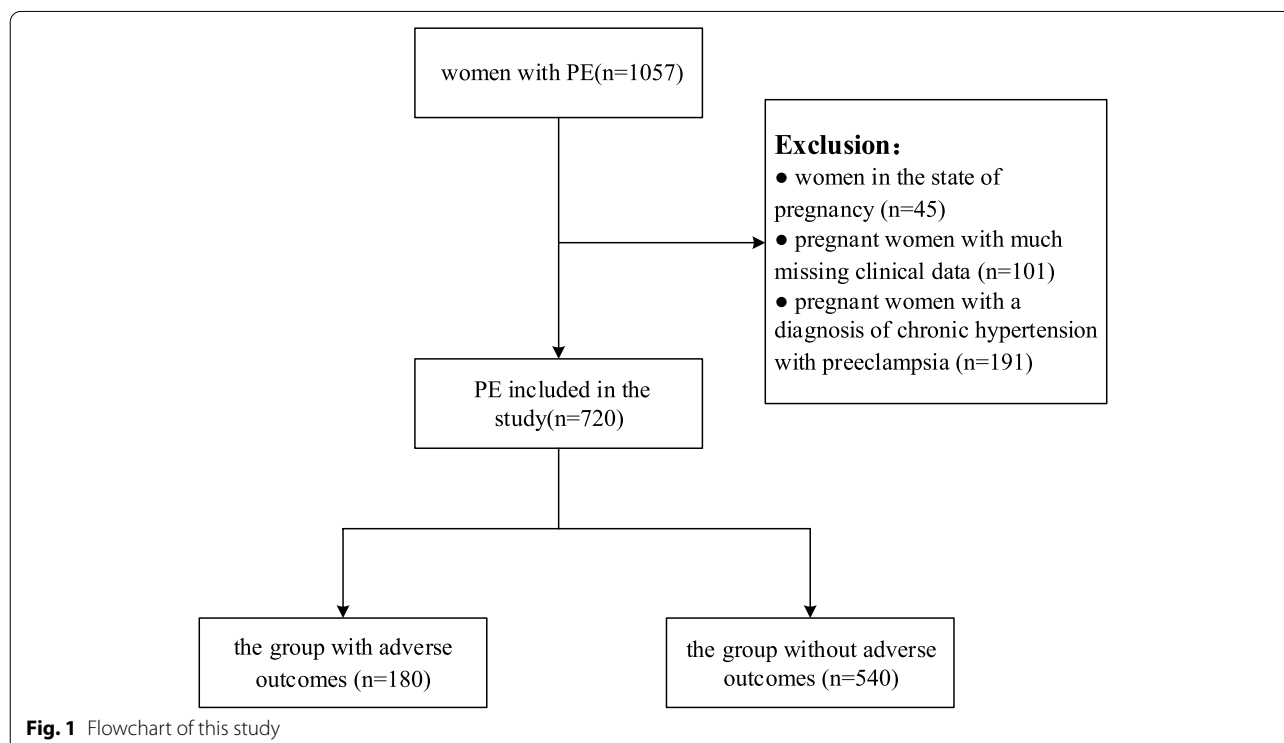 women with PE(n=1057)
Exclusion：
● women in the state of
pregnancy (n=45)
● pregnant women with much
missing clinical data (n=101)
● pregnant women with a
diagnosis of chronic hypertension
with preeclampsia (n=191)
PE included in the
study(n=720)
the group with adverse
outcomes (n=180)
the group without adverse
outcomes (n=540)
Fig. 1 Flowchart of this study